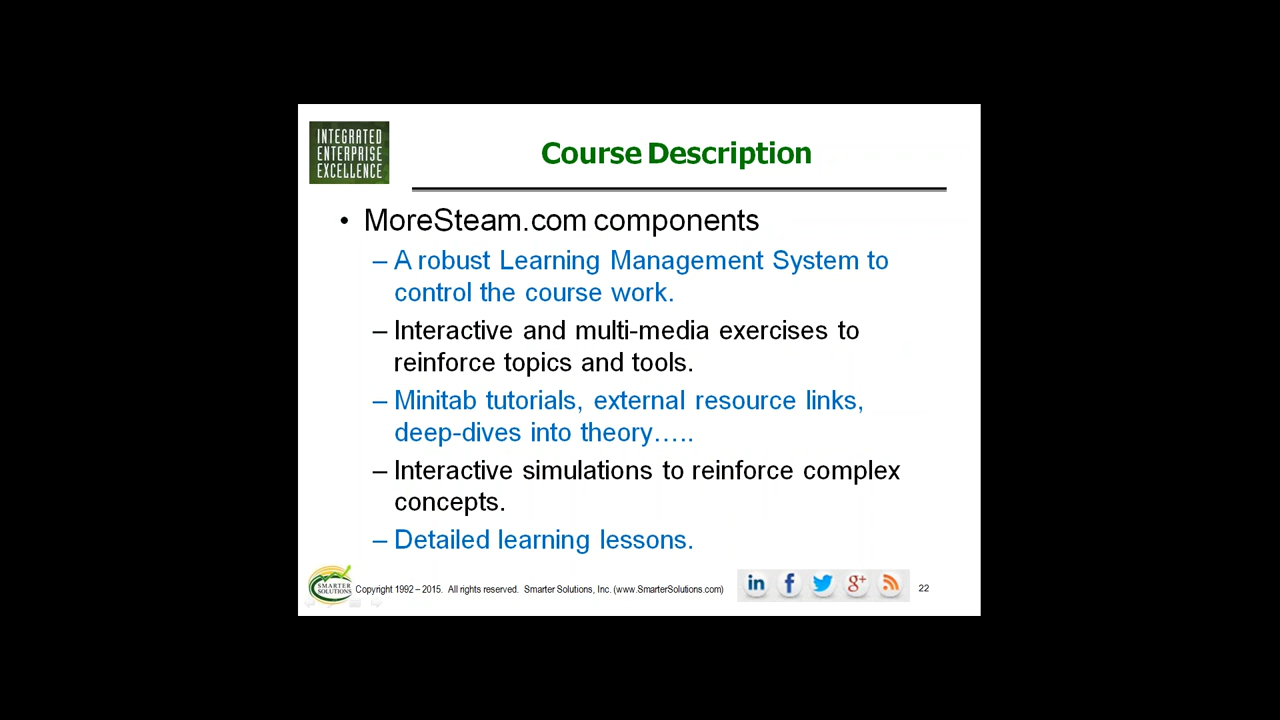 INTEGRATED
ENTERPRISE
EXCELLENCE
Course Description
• MoreSteam.com components
– A robust Learning Management System to
control the course work.
– Interactive and multi-media exercises to
reinforce topics and tools.
– Minitab tutorials, external resource links,
deep-dives into theory…..
– Interactive simulations to reinforce complex
concepts.
– Detailed learning lessons.
SMARTER
SOLUTIONS
Copyright 1992 – 2015. All rights reserved. Smarter Solutions, Inc. (www.SmarterSolutions.com)
in f g+
22